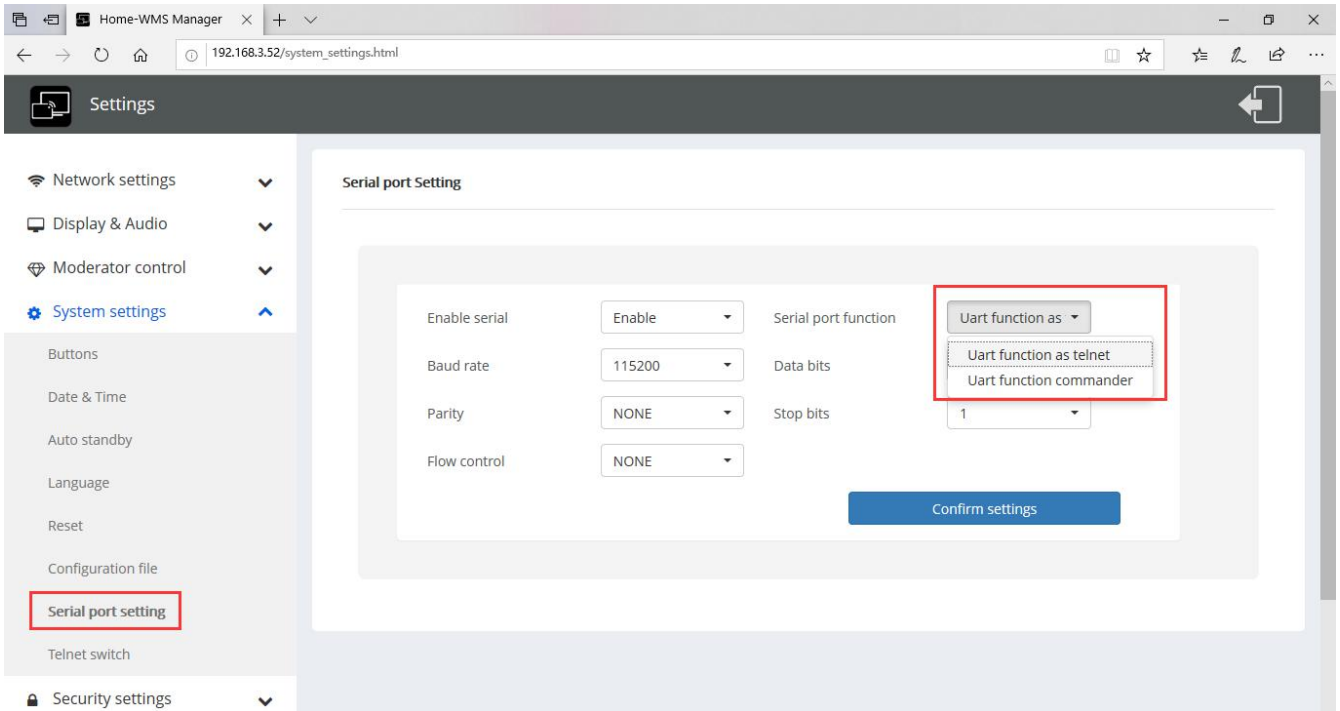 Home-WMS Manager
192.168.3.52/system_settings.html
Settings
Network settings
Display & Audio
Moderator control
System settings
Buttons
Date & Time
Auto standby
Language
Reset
Configuration file
Serial port setting
Telnet switch
Security settings
Serial port Setting
Enable serial Enable Serial port function Uart function as
Uart function as telnet
Baud rate 115200 Data bits
Uart function commander
Parity NONE Stop bits 1
Flow control NONE
Confirm settings